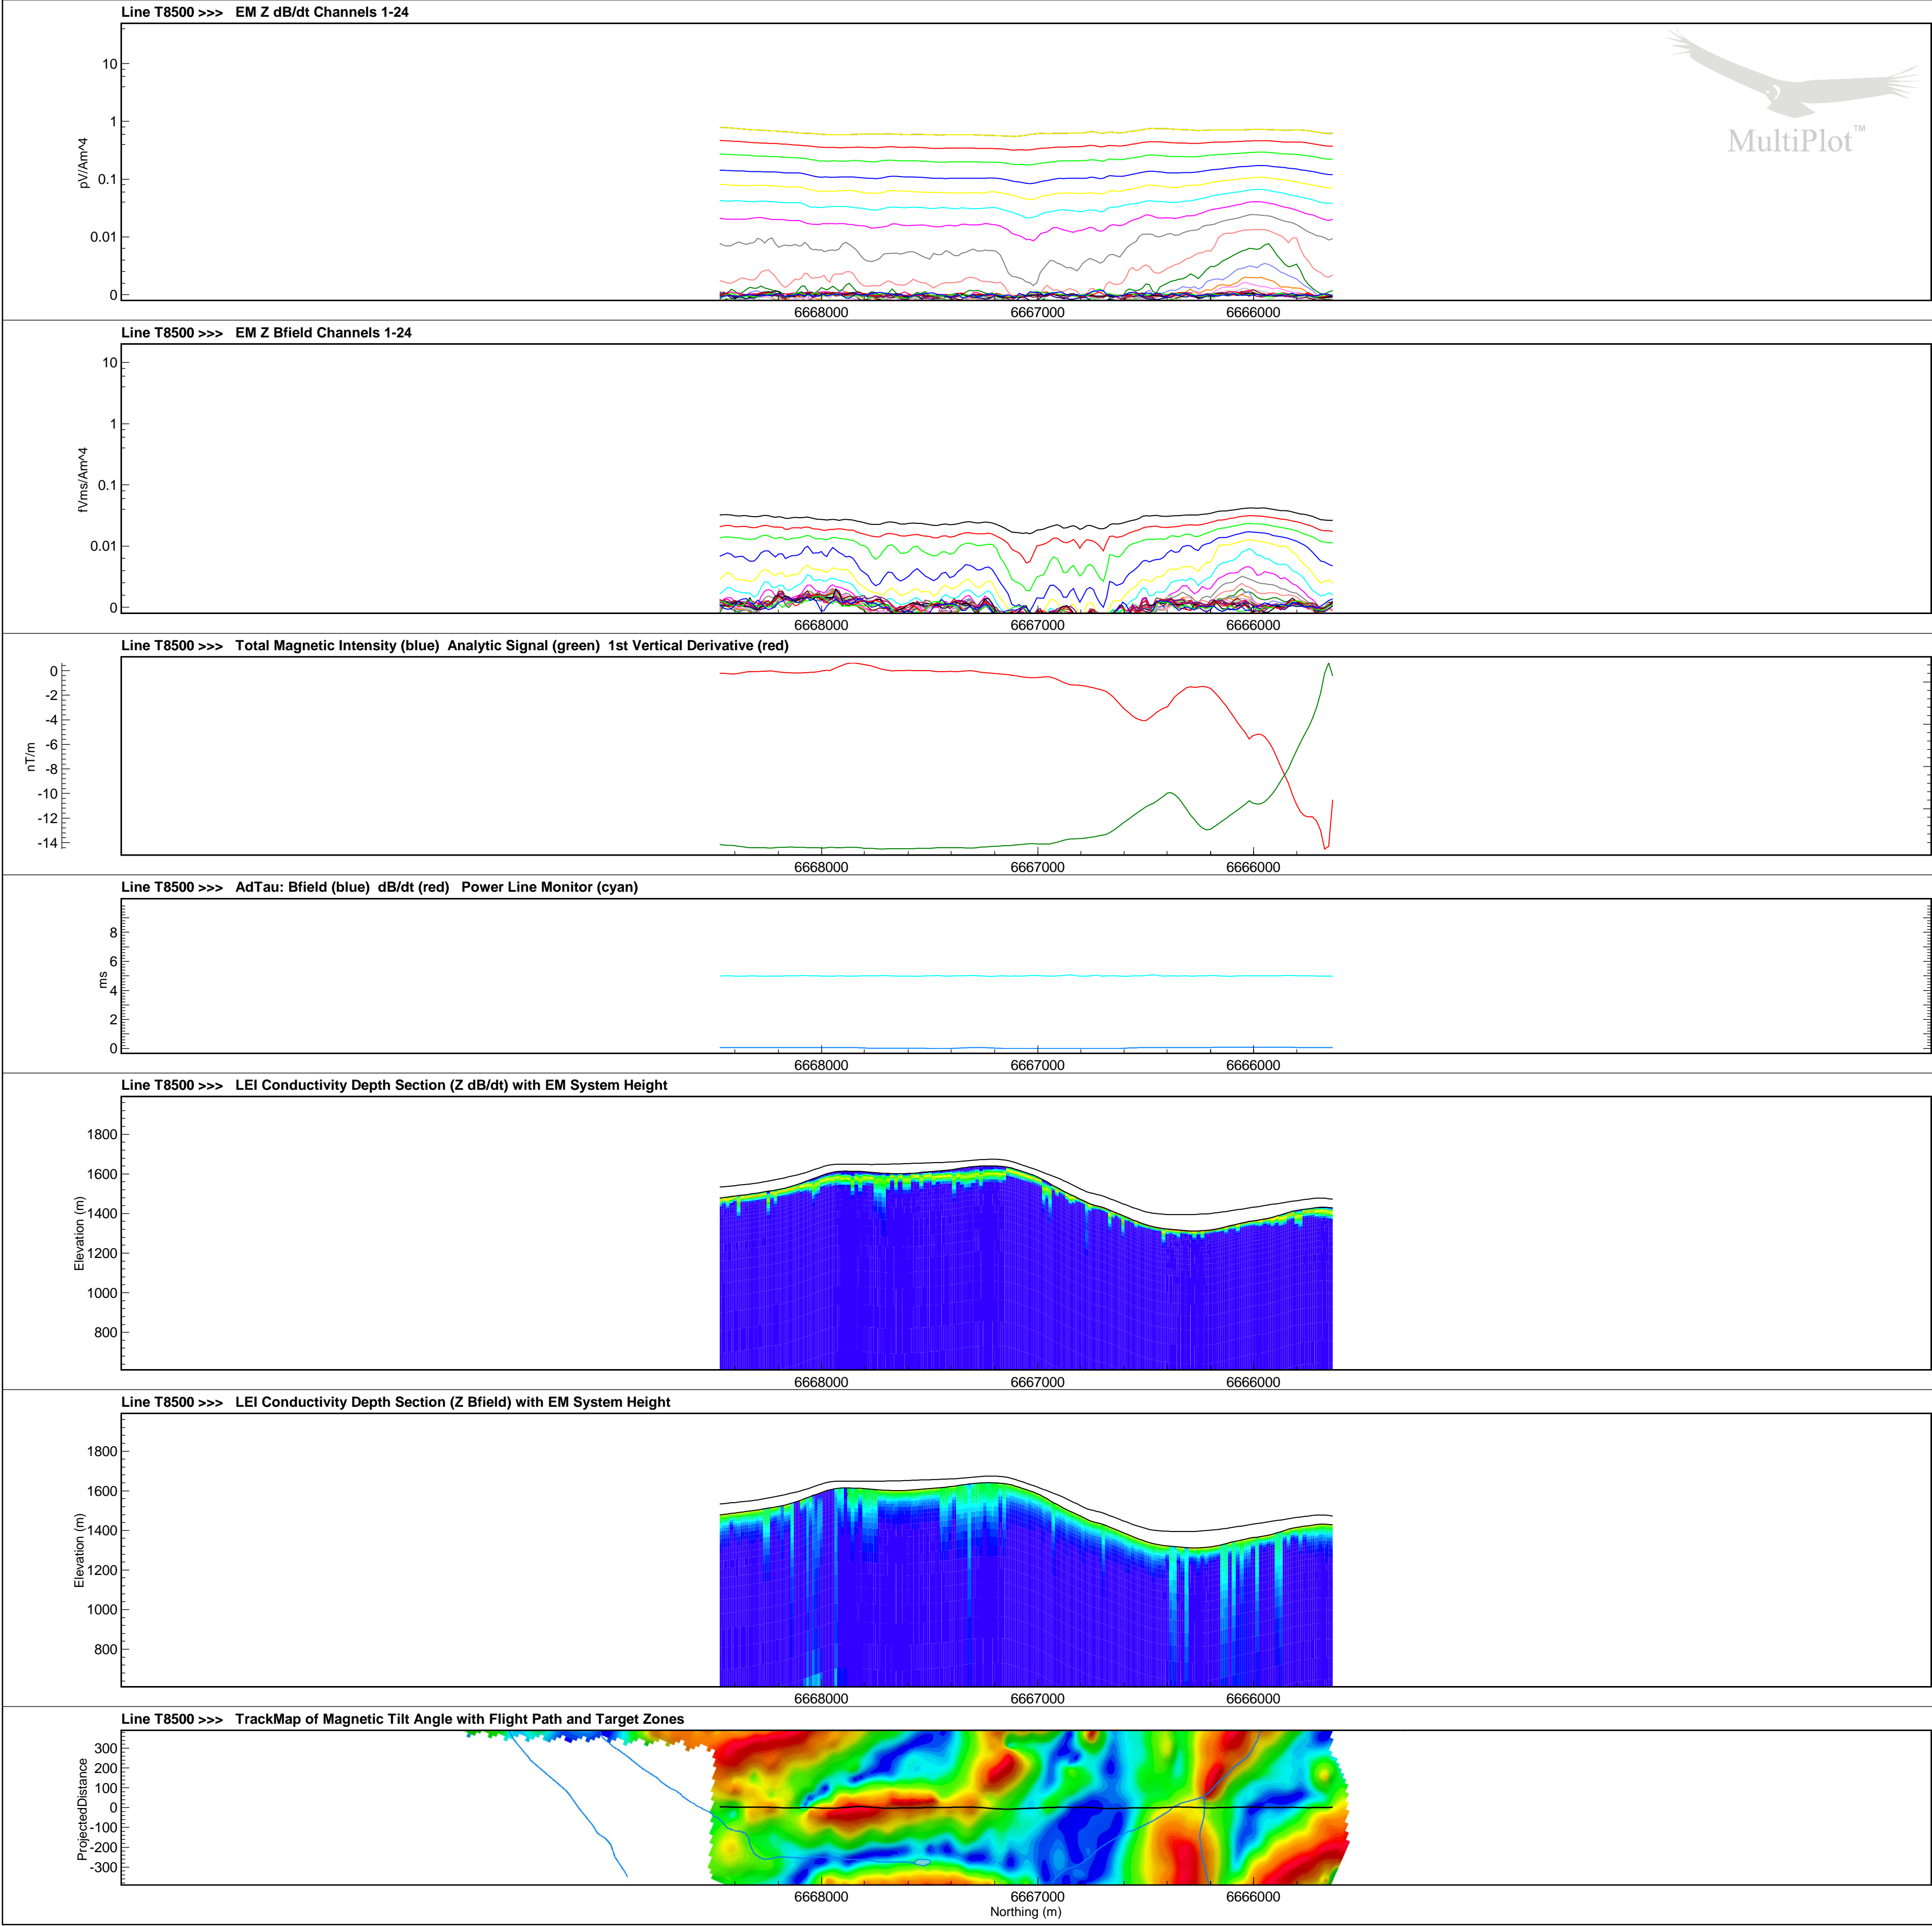 Line T8500 >>> EM Z dB/dt Channels 1-24
10
1
0.1
0.01
0
pV/Am^4
MultiPlot™
6668000 6667000 6666000
Line T8500 >>> EM Z Bfield Channels 1-24
10
1
0.1
0.01
0
fVms/Am^4
6668000 6667000 6666000
Line T8500 >>> Total Magnetic Intensity (blue) Analytic Signal (green) 1st Vertical Derivative (red)
0
-2
-4
-6
-8
-10
-12
-14
nT/m
6668000 6667000 6666000
Line T8500 >>> AdTau: Bfield (blue) dB/dt (red) Power Line Monitor (cyan)
8
6
4
2
0
ms
6668000 6667000 6666000
Line T8500 >>> LEI Conductivity Depth Section (Z dB/dt) with EM System Height
1800
1600
1400
1200
1000
800
Elevation (m)
6668000 6667000 6666000
Line T8500 >>> LEI Conductivity Depth Section (Z Bfield) with EM System Height
1800
1600
1400
1200
1000
800
Elevation (m)
6668000 6667000 6666000
Line T8500 >>> TrackMap of Magnetic Tilt Angle with Flight Path and Target Zones
300
200
100
0
-100
-200
-300
ProjectedDistance
6668000 6667000 6666000
Northing (m)